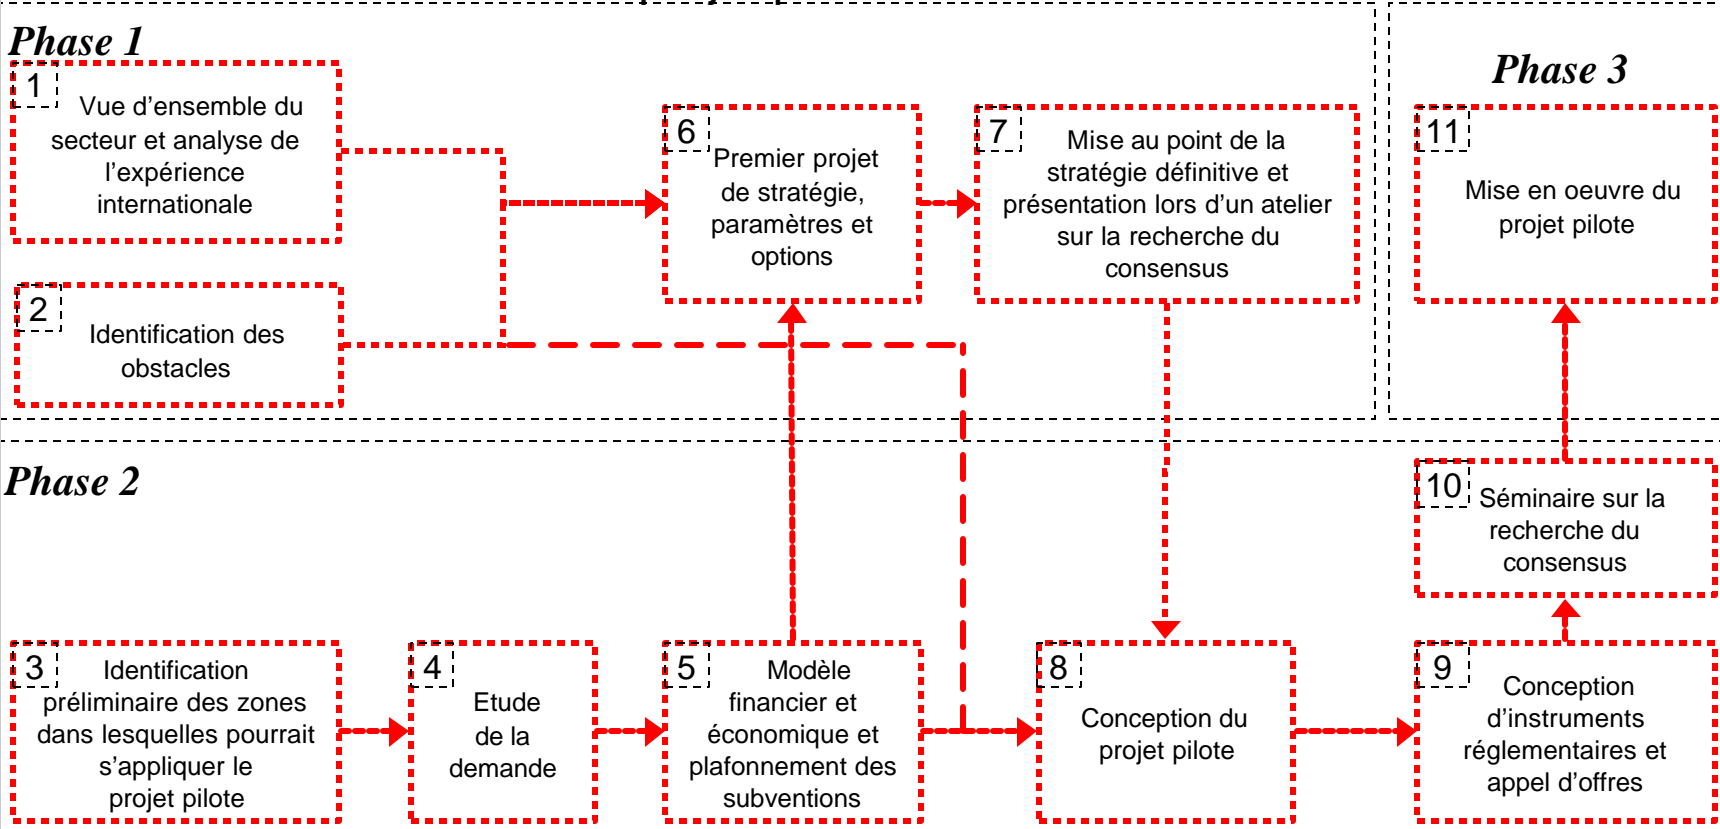 Phase 1
1
Vue d'ensemble du
secteur et analyse de
l'expérience
internationale
2
Identification des
obstacles
6
Premier projet
de stratégie,
paramètres et
options
7
Mise au point de la
stratégie définitive et
présentation lors d'un atelier
sur la recherche du
consensus
Phase 3
11
Mise en oeuvre du
projet pilote
Phase 2
3
Identification
préliminaire des zones
dans lesquelles pourrait
s'appliquer le
projet pilote
4
Etude
de la
demande
5
Modèle
financier et
économique et
plafonnement des
subventions
8
Conception du
projet pilote
9
Conception
d'instruments
réglementaires et
appel d'offres
10
Séminaire sur la
recherche du
consensus